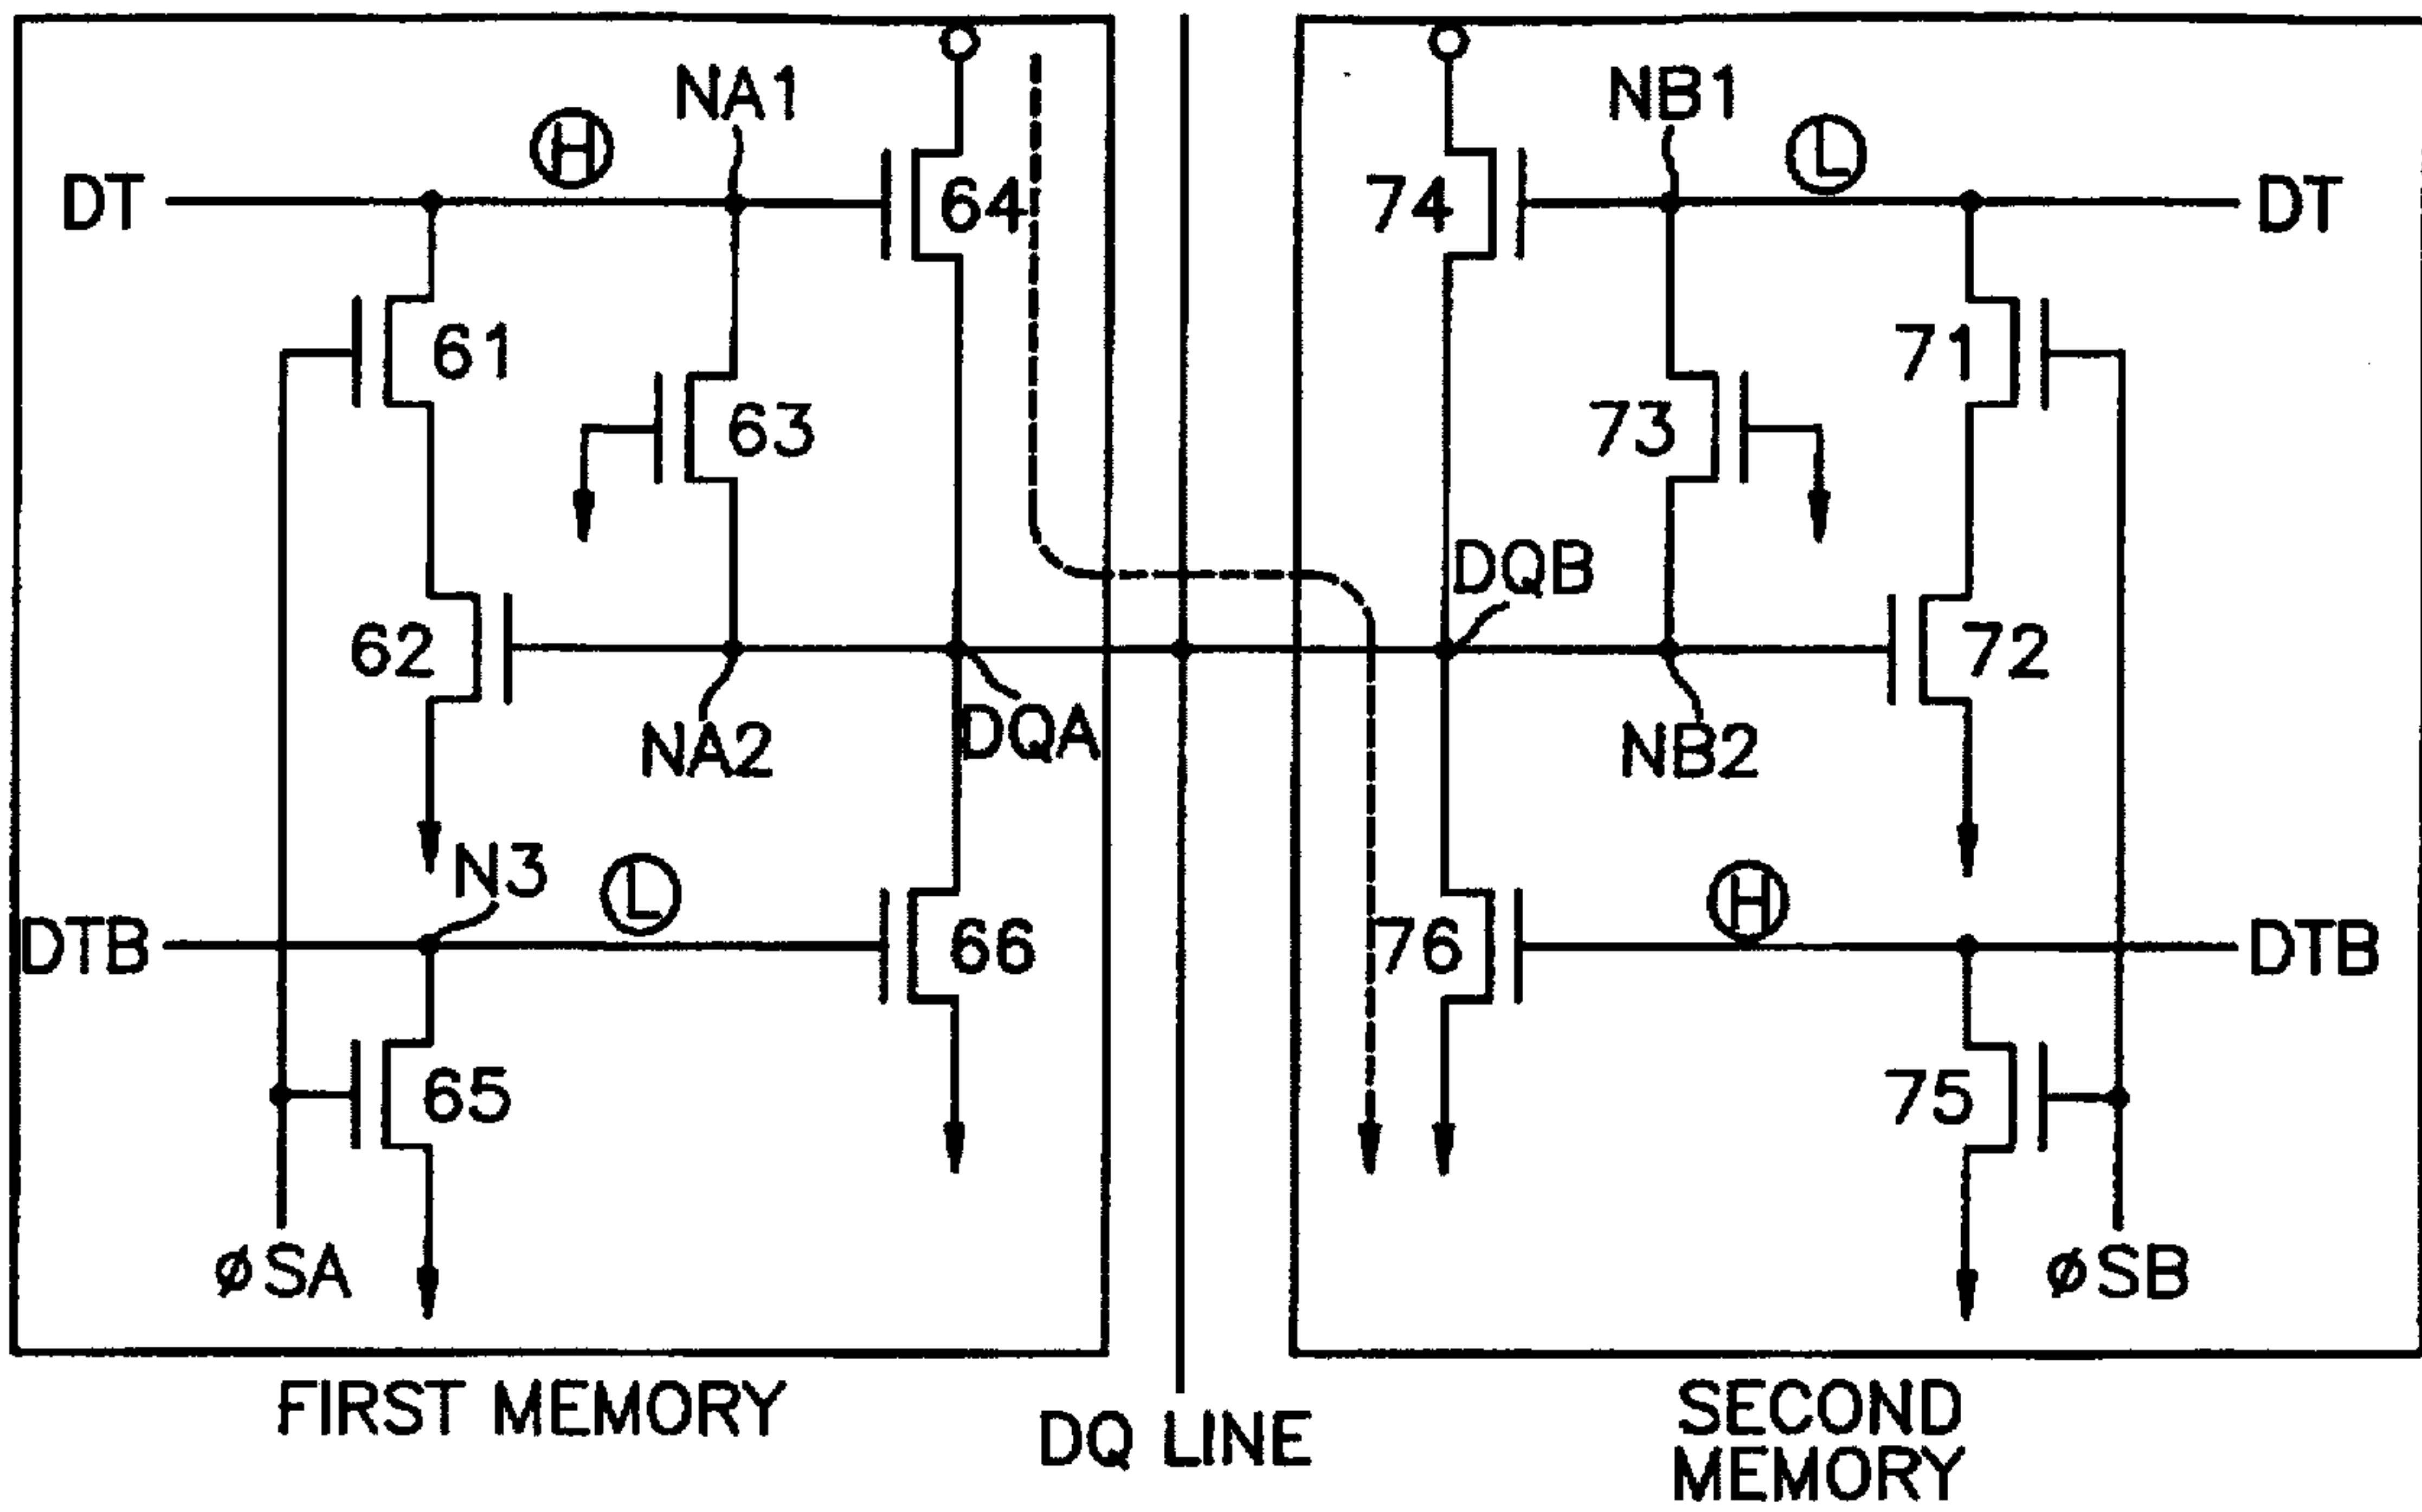 NA1
NB1
Ⓗ
Ⓛ
DT
64
74
DT
61
71
63
73
DQB
62
72
NA2
DQA
NB2
N3
Ⓛ
Ⓗ
DTB
66
76
DTB
65
75
øSA
øSB
FIRST MEMORY
DQ LINE
SECOND
MEMORY